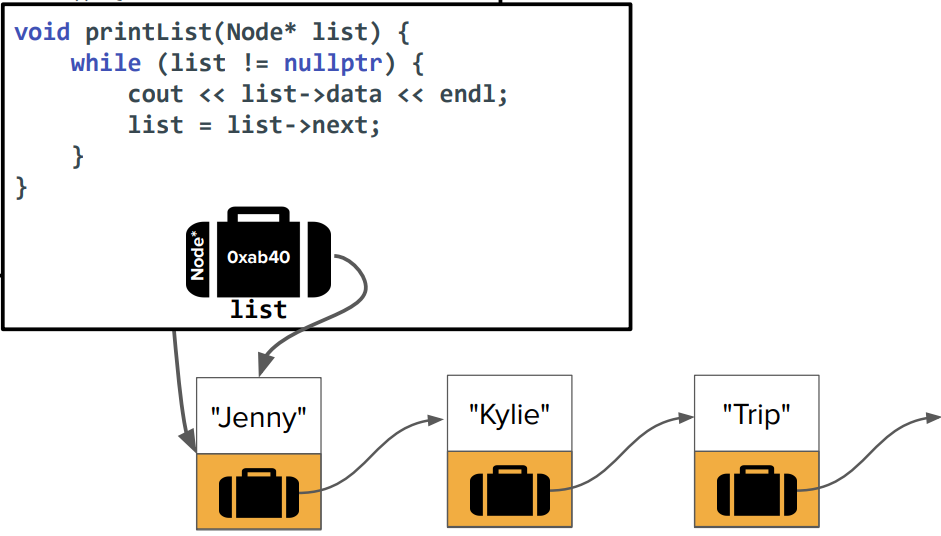 void printList(Node* list) {
    while (list != nullptr) {
        cout << list->data << endl;
        list = list->next;
    }
}
Node*
0xab40
list
"Jenny"
"Kylie"
"Trip"